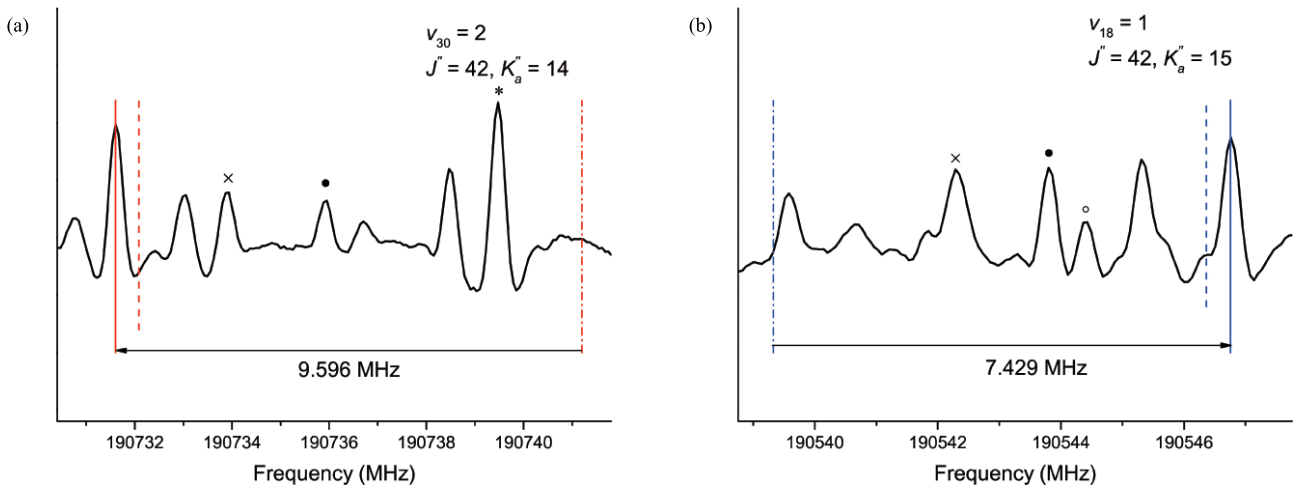 (a)
v₃₀ = 2
J″ = 42, K″ₐ = 14
*
×
●
9.596 MHz
190732 190734 190736 190738 190740
Frequency (MHz)
(b)
v₁₈ = 1
J″ = 42, K″ₐ = 15
×
●
○
7.429 MHz
190540 190542 190544 190546
Frequency (MHz)